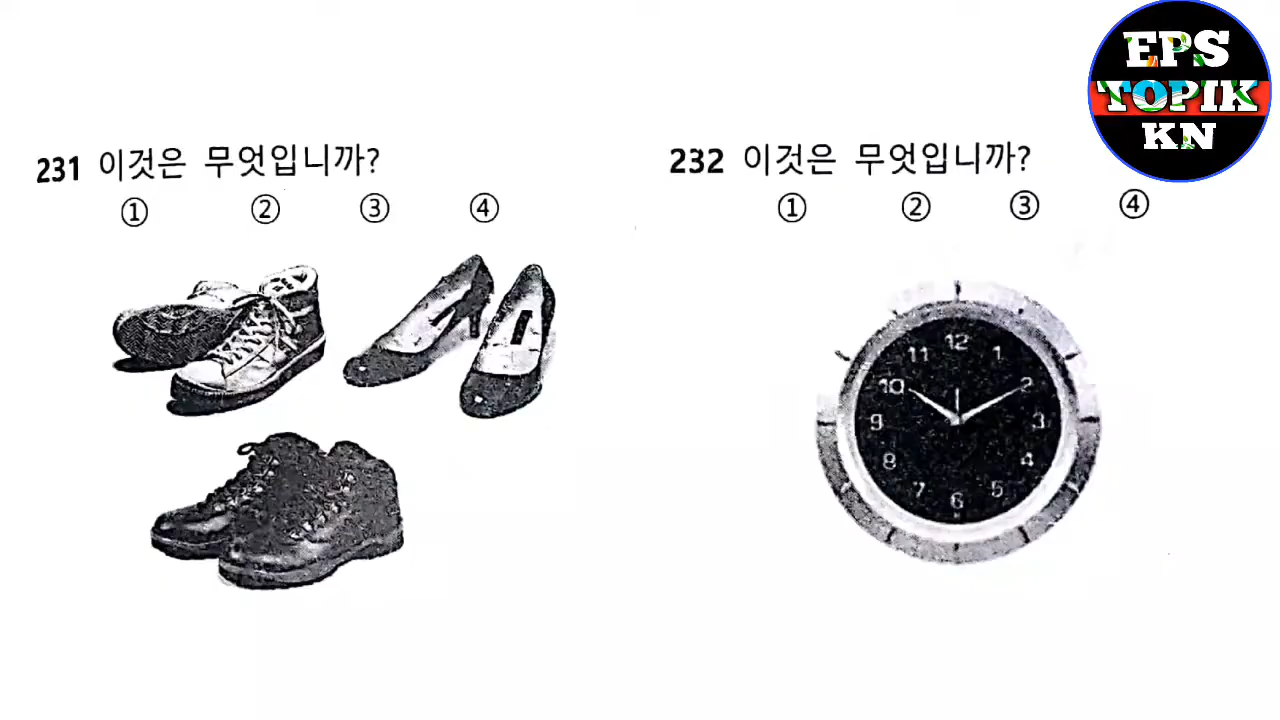 EPS
TOPIK
KN
231 이것은 무엇입니까?
① ② ③ ④
232 이것은 무엇입니까?
① ② ③ ④
12
11 1
10 2
9 3
8 4
7 5
6